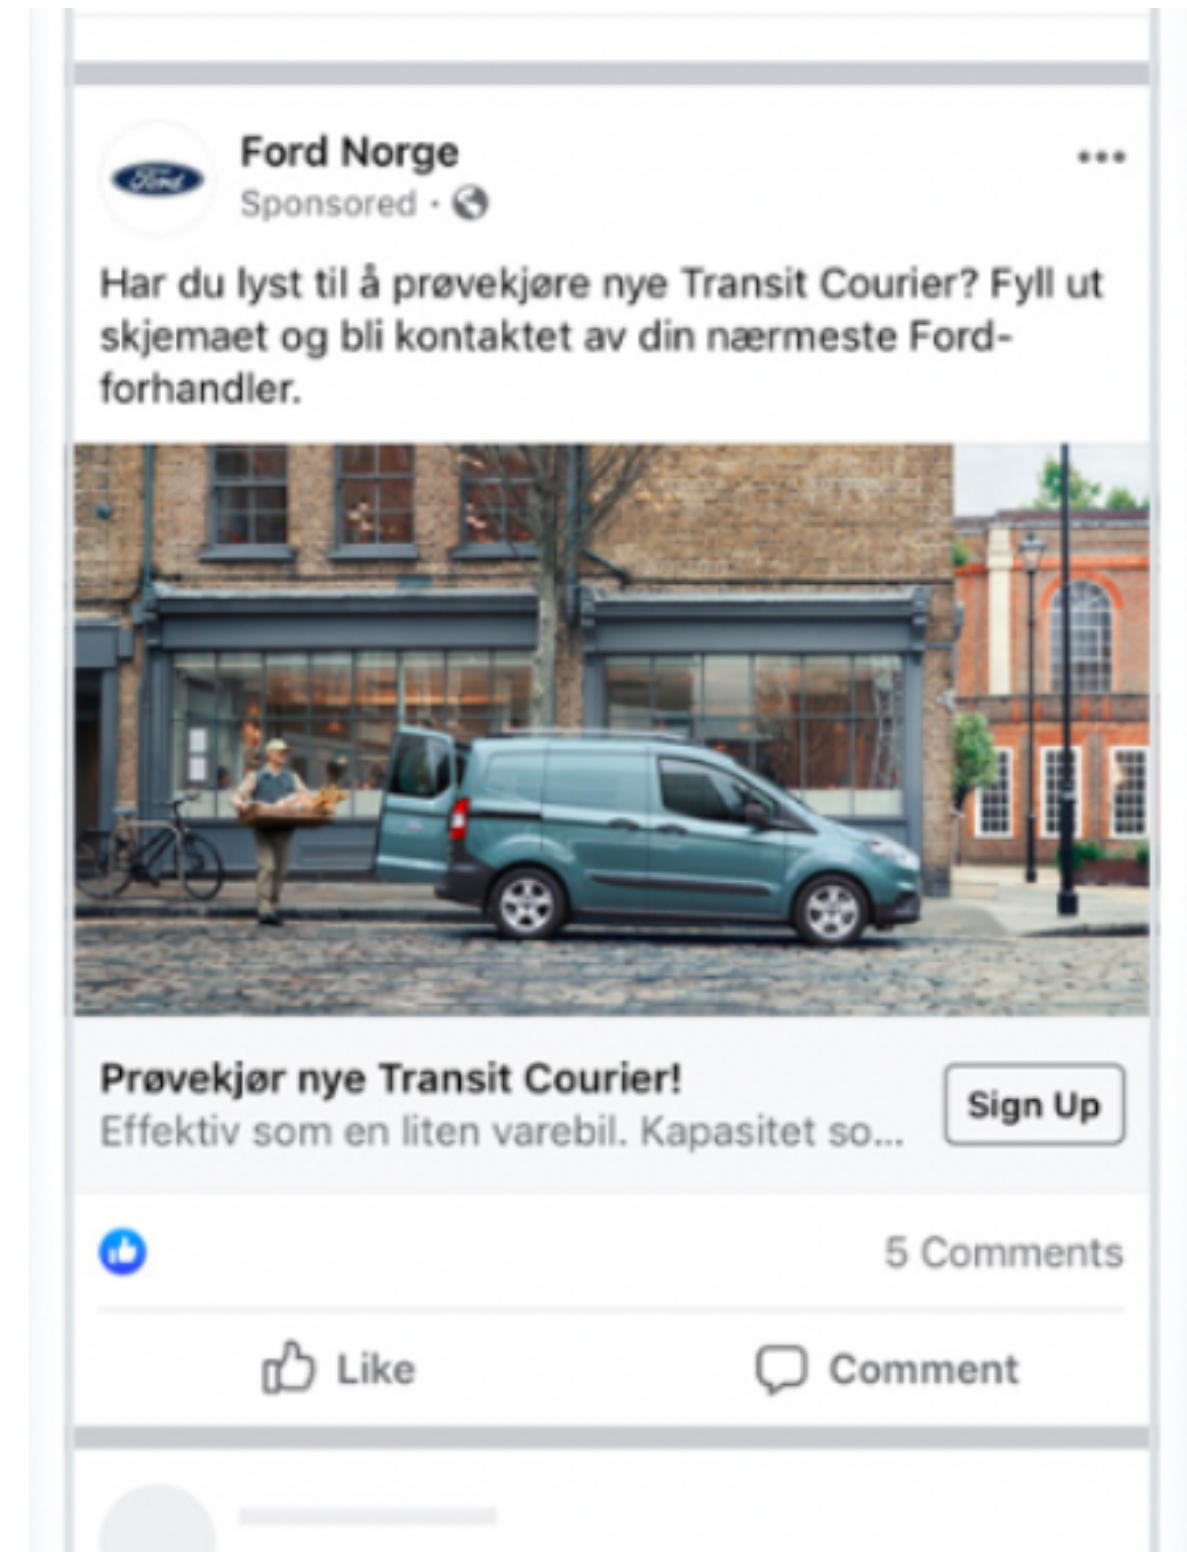 Ford
Ford Norge
Sponsored ·
Har du lyst til å prøvekjøre nye Transit Courier? Fyll ut
skjemaet og bli kontaktet av din nærmeste Ford-
forhandler.
Prøvekjør nye Transit Courier!
Effektiv som en liten varebil. Kapasitet so...
Sign Up
5 Comments
Like
Comment